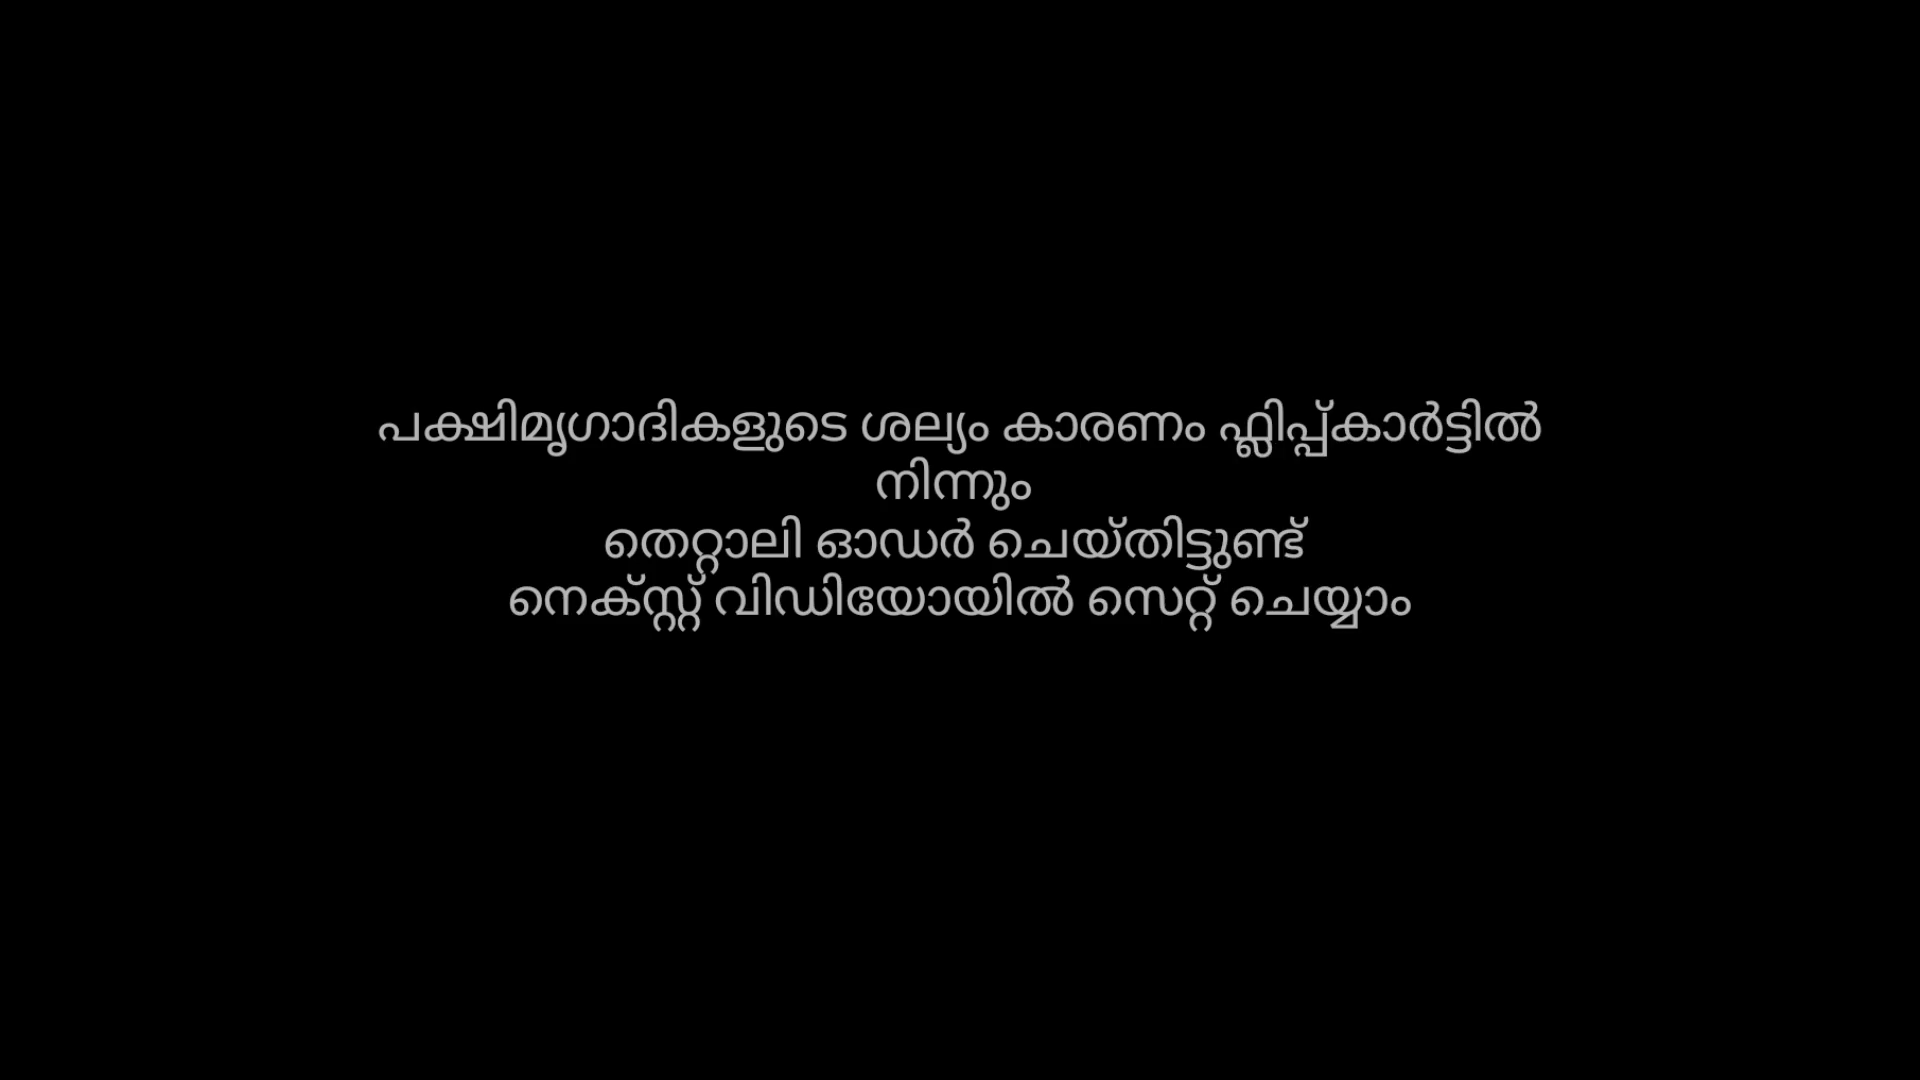 പക്ഷിമൃഗാദികളുടെ ശല്യം കാരണം ഫ്ലിപ്പ്കാർട്ടിൽ
നിന്നും
തെറ്റാലി ഓഡർ ചെയ്തിട്ടുണ്ട്
നെക്സ്റ്റ് വിഡിയോയിൽ സെറ്റ് ചെയ്യാം